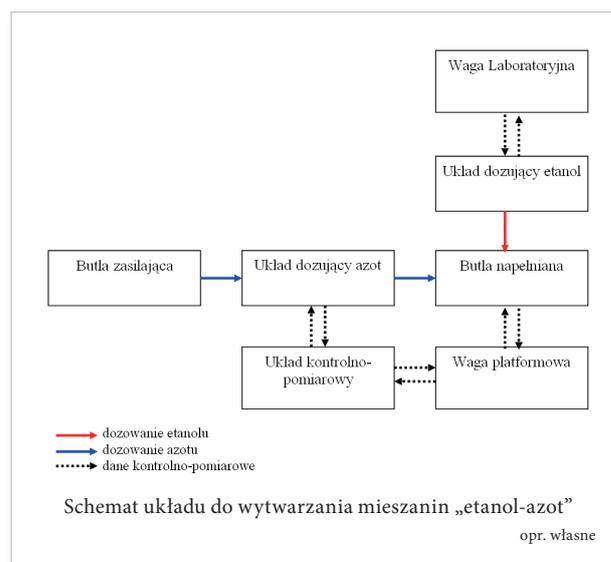 Waga Laboratoryjna
Układ dozujący etanol
Butla zasilająca
Układ dozujący azot
Butla napełniana
Układ kontrolno-
pomiarowy
Waga platformowa
dozowanie etanolu
dozowanie azotu
dane kontrolno-pomiarowe
Schemat układu do wytwarzania mieszanin „etanol-azot”
opr. własne